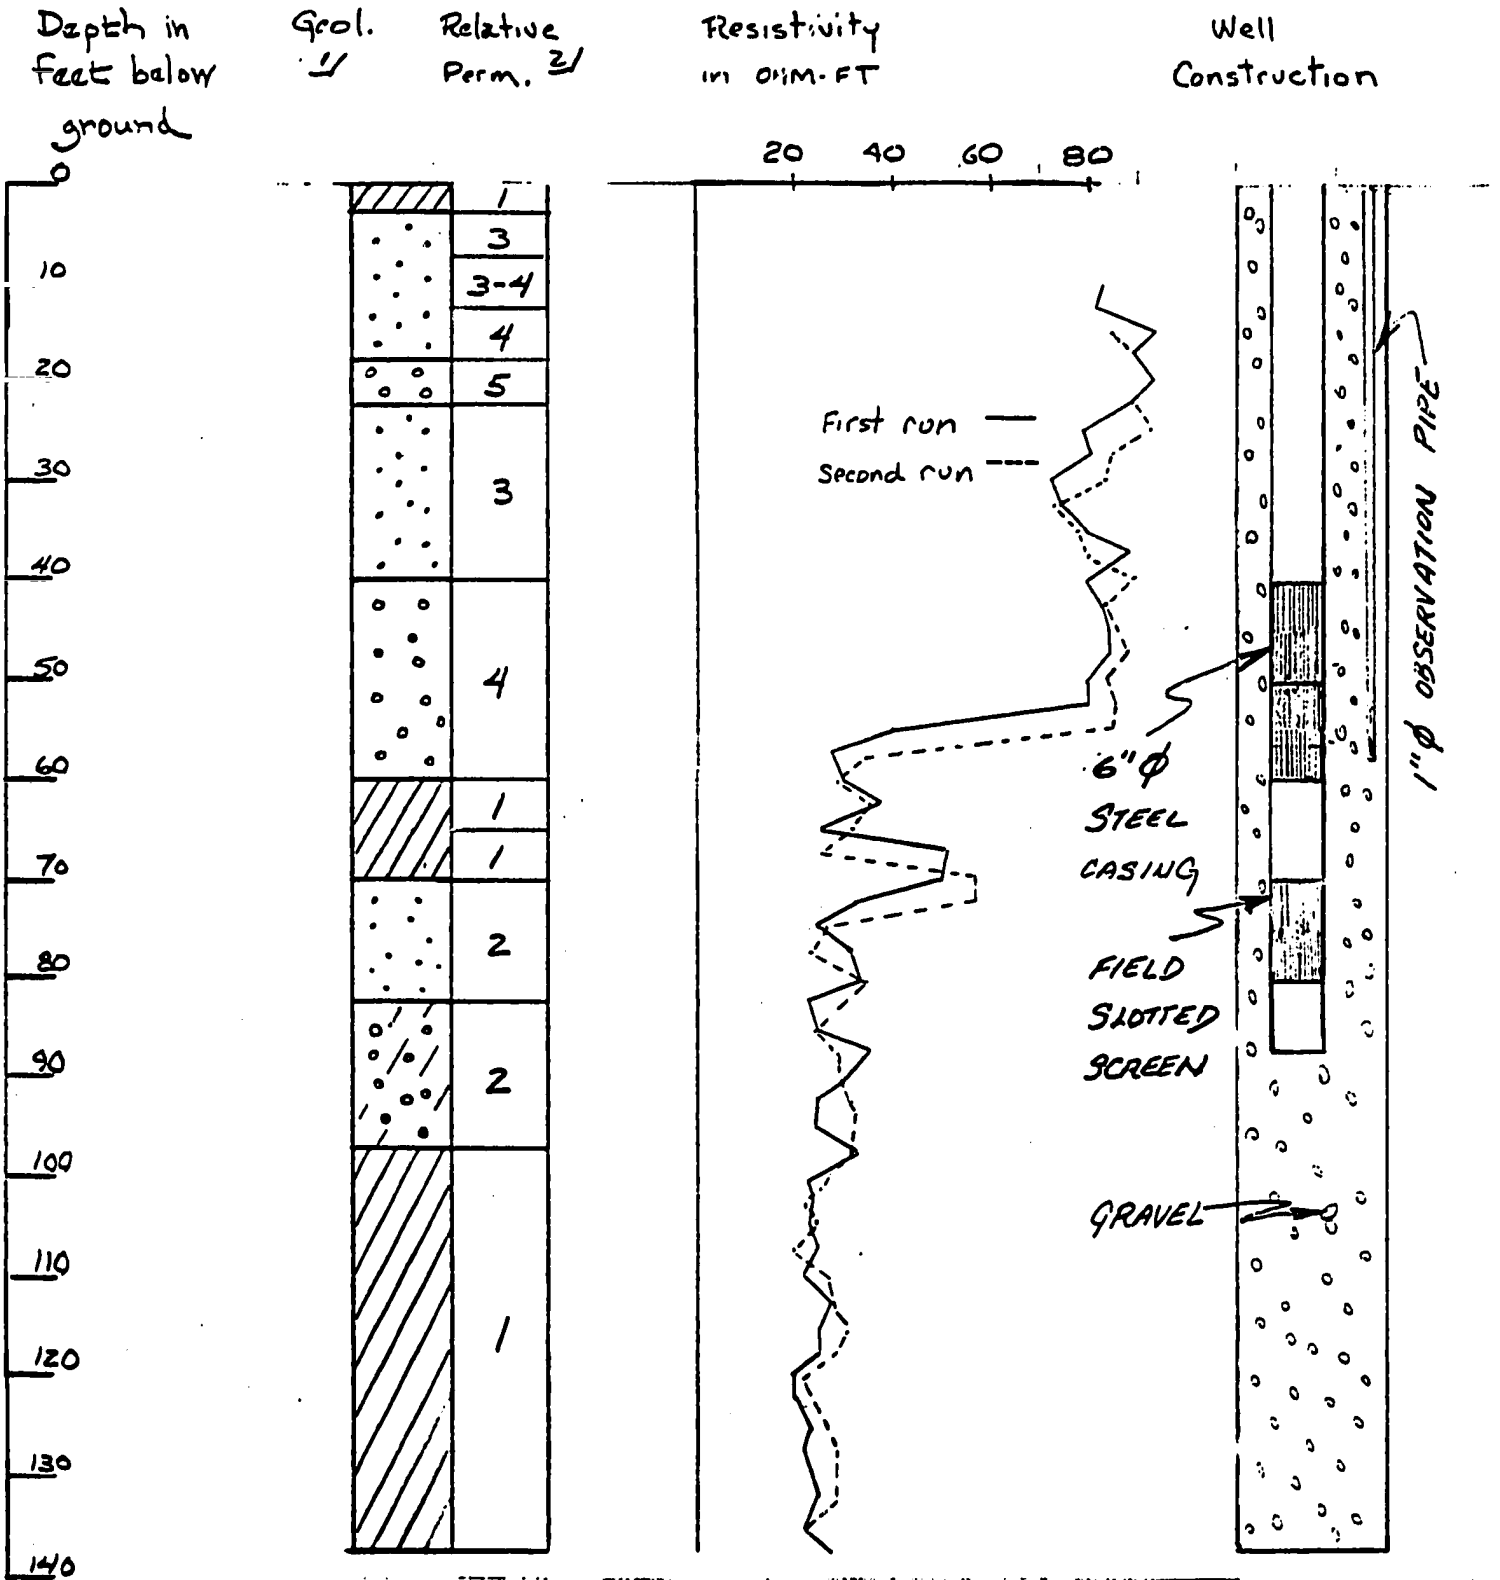 Depth in
feet below
ground
Geol.
1/
Relative
Perm. 2/
Resistivity
in OHM-FT
Well
Construction
20 40 60 80
0
10
20
30
40
50
60
70
80
90
100
110
120
130
140
1
3
3-4
4
5
3
4
1
1
2
2
1
First run
Second run
1"ϕ OBSERVATION PIPE
6"ϕ
STEEL
CASING
FIELD
SLOTTED
SCREEN
GRAVEL